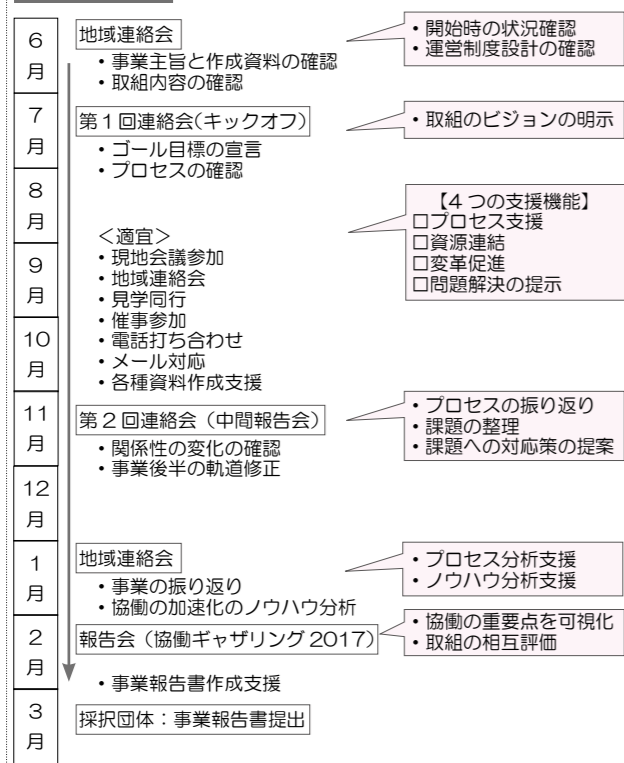 6
月
地域連絡会
・事業主旨と作成資料の確認
・取組内容の確認
・開始時の状況確認
・運営制度設計の確認
7
月
第1回連絡会(キックオフ)
・ゴール目標の宣言
・プロセスの確認
・取組のビジョンの明示
8
月
9
月
10
月
<適宜>
・現地会議参加
・地域連絡会
・見学同行
・催事参加
・電話打ち合わせ
・メール対応
・各種資料作成支援
【4つの支援機能】
□プロセス支援
□資源連結
□変革促進
□問題解決の提示
11
月
第2回連絡会(中間報告会)
・関係性の変化の確認
・事業後半の軌道修正
・プロセスの振り返り
・課題の整理
・課題への対応策の提案
12
月
1
月
地域連絡会
・事業の振り返り
・協働の加速化のノウハウ分析
・プロセス分析支援
・ノウハウ分析支援
2
月
報告会(協働ギャザリング2017)
・事業報告書作成支援
・協働の重要点を可視化
・取組の相互評価
3
月
採択団体:事業報告書提出